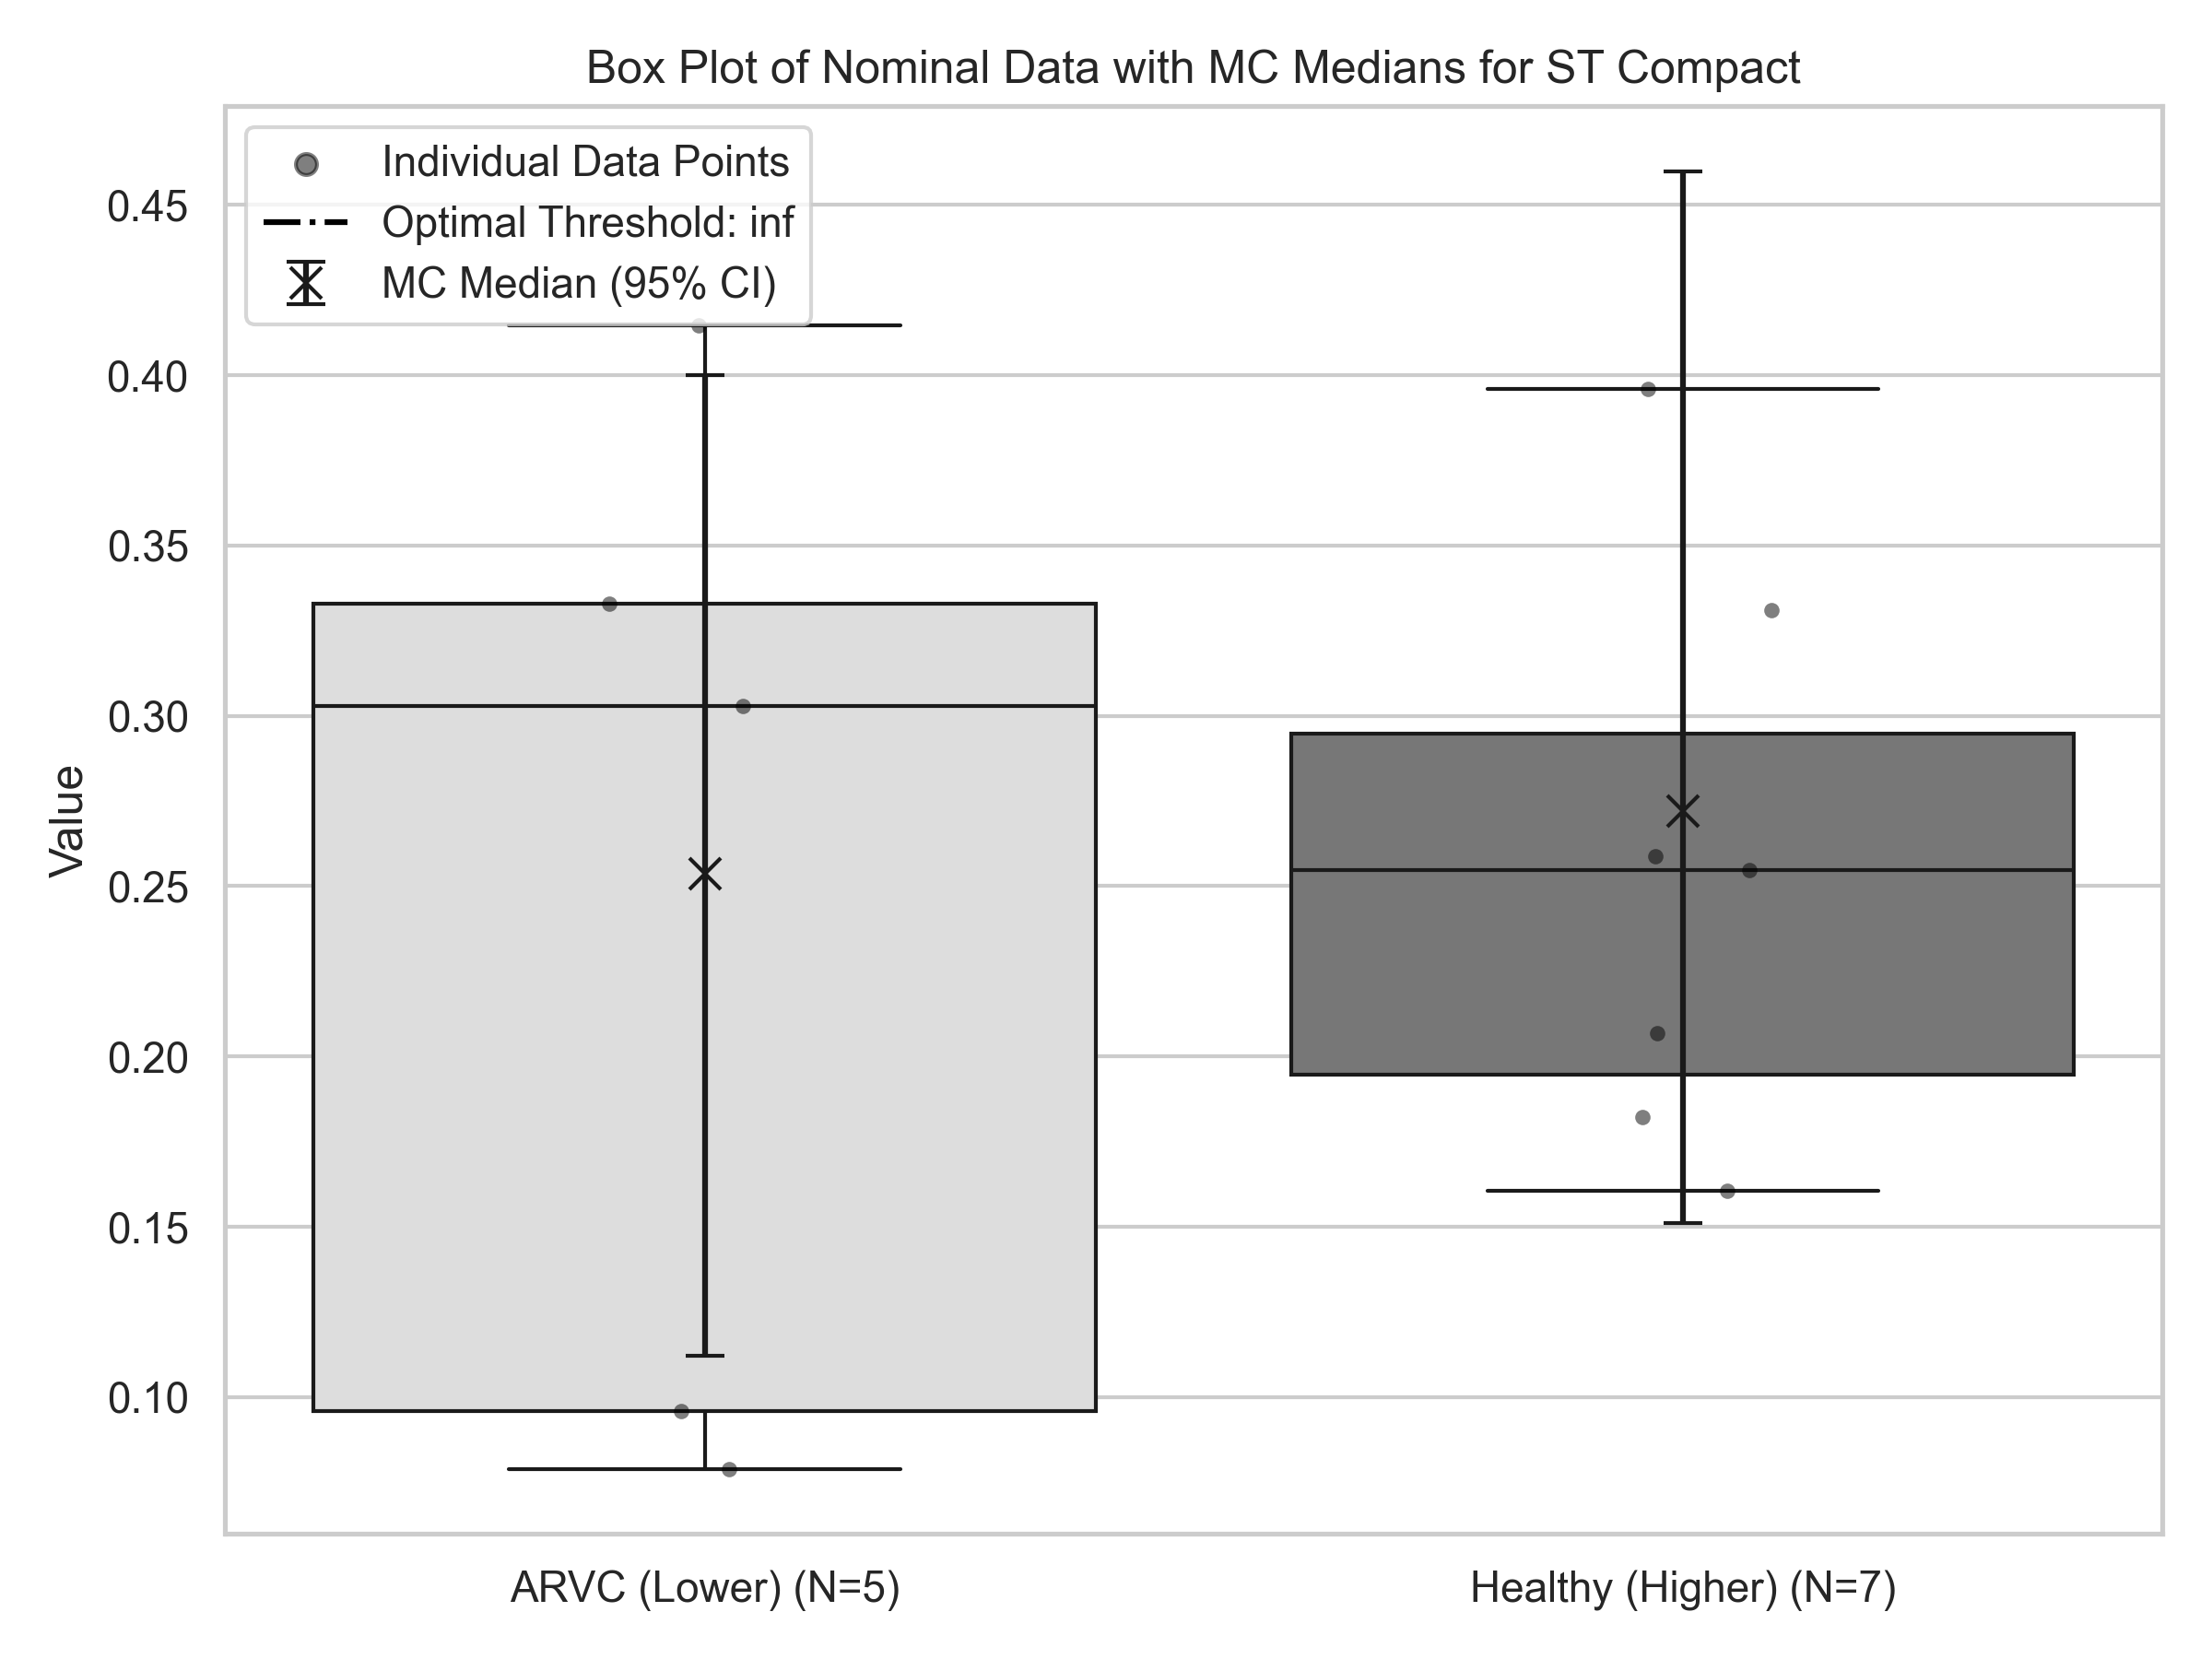 Box Plot of Nominal Data with MC Medians for ST Compact
Individual Data Points
Optimal Threshold: inf
MC Median (95% CI)
0.45
0.40
0.35
0.30
0.25
0.20
0.15
0.10
Value
ARVC (Lower) (N=5)
Healthy (Higher) (N=7)